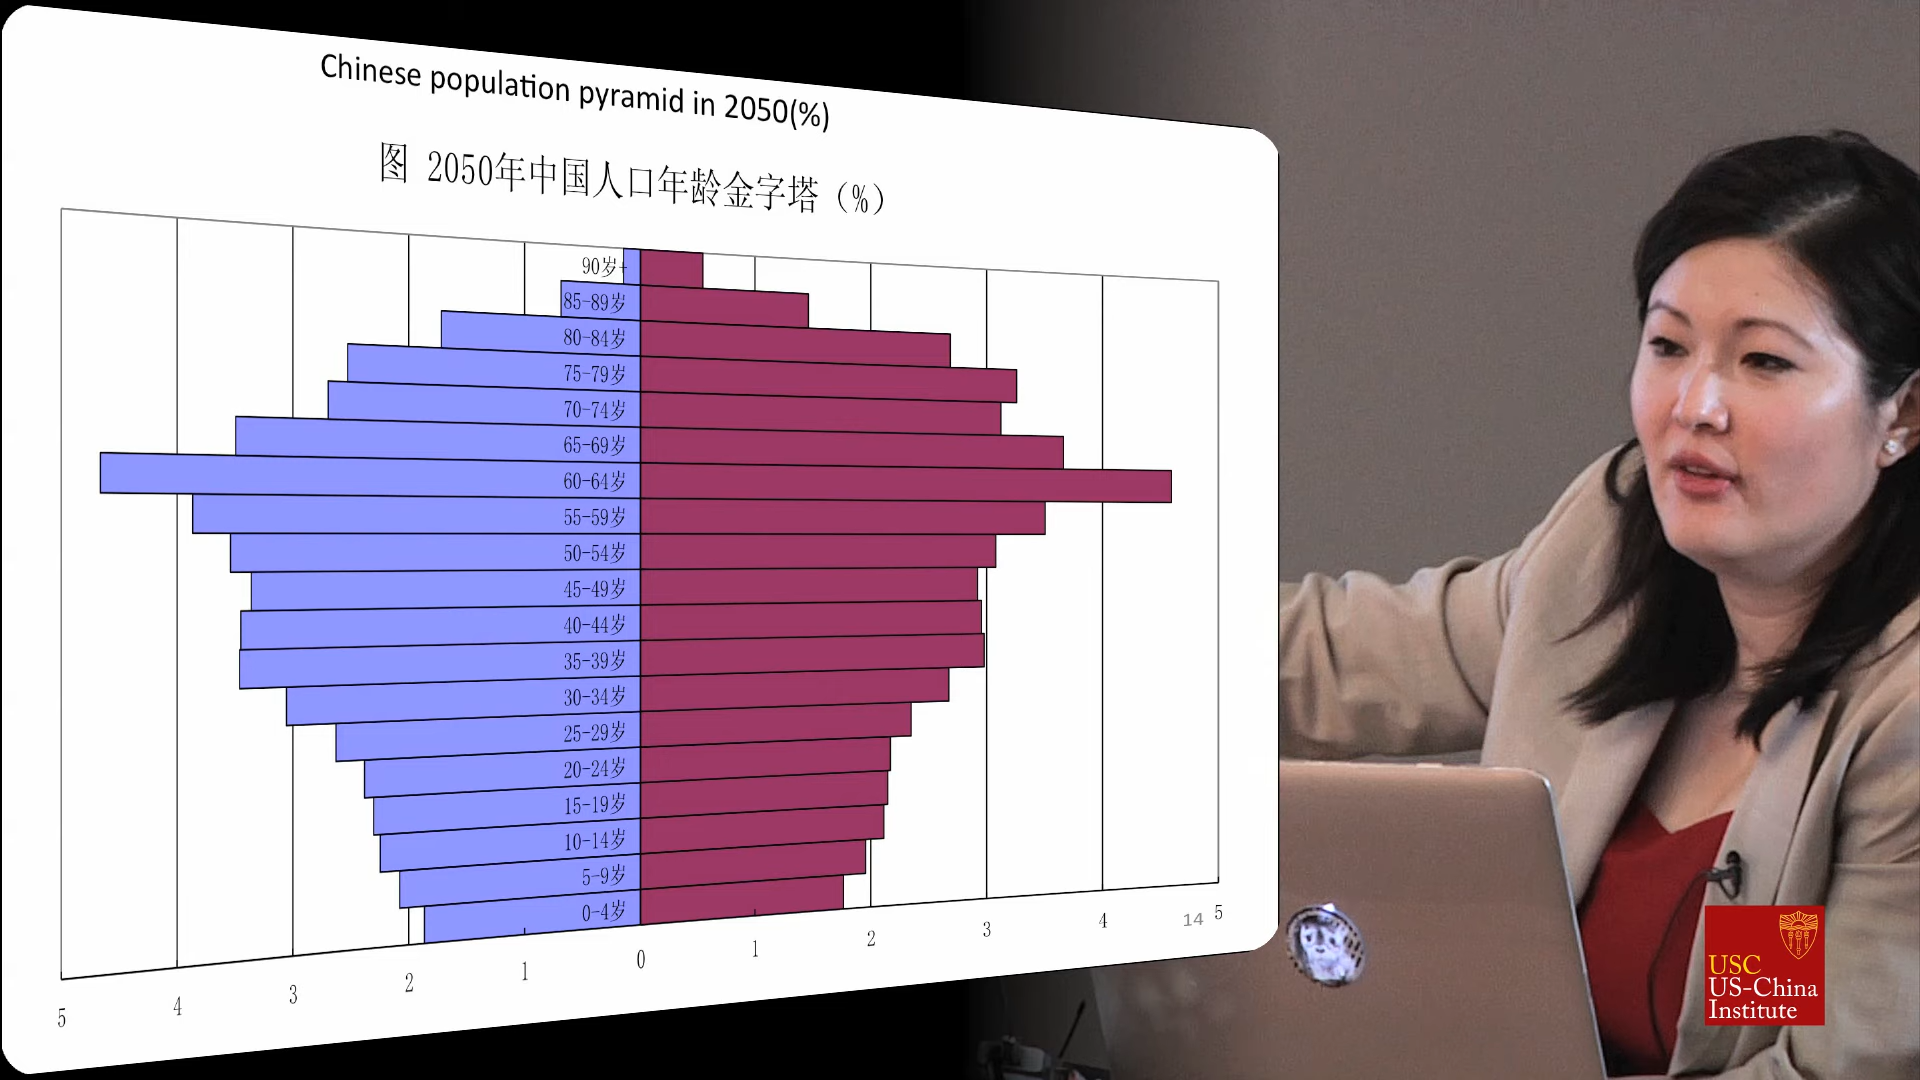 Chinese population pyramid in 2050(%)
图 2050年中国人口年龄金字塔（%）
90岁+
85-89岁
80-84岁
75-79岁
70-74岁
65-69岁
60-64岁
55-59岁
50-54岁
45-49岁
40-44岁
35-39岁
30-34岁
25-29岁
20-24岁
15-19岁
10-14岁
5-9岁
0-4岁
5 4 3 2 1 0 1 2 3 4 5
14
USC
US-China
Institute